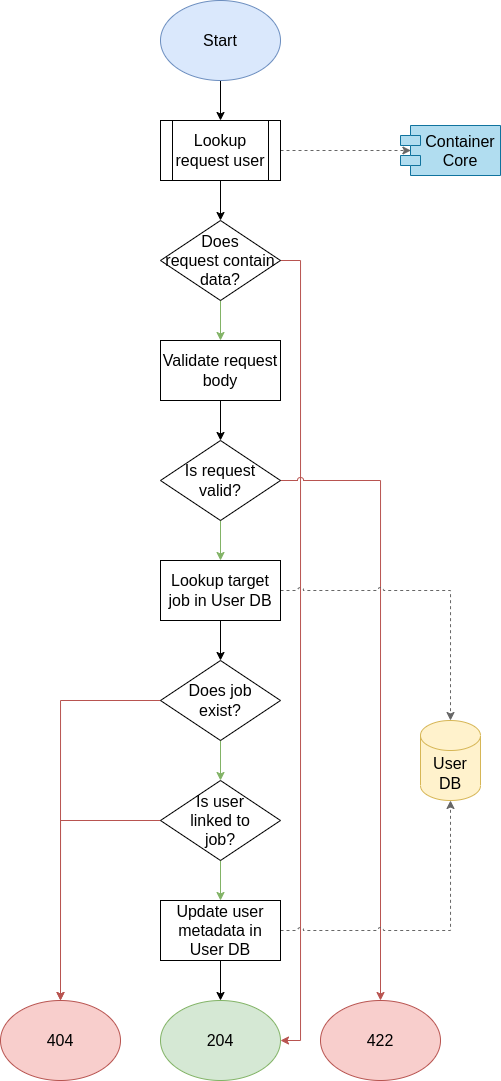 Start
Lookup
request user
Container
Core
Does
request contain
data?
Validate request
body
Is request
valid?
Lookup target
job in User DB
Does job
exist?
User
DB
Is user
linked to
job?
Update user
metadata in
User DB
404
204
422